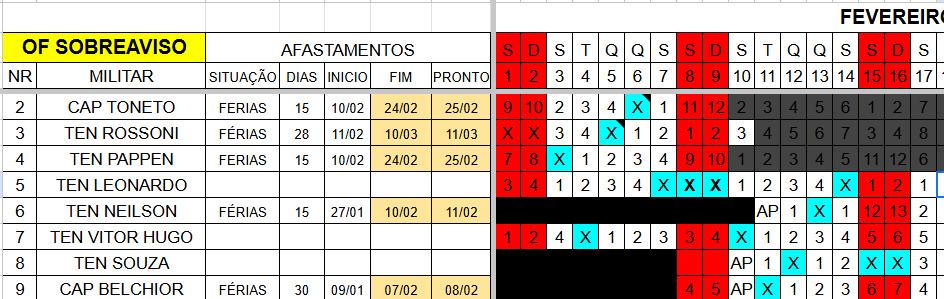 FEVEREIRO
OF SOBREAVISO AFASTAMENTOS S D S T Q Q S S D S T Q Q S S D S
NR MILITAR SITUAÇÃO DIAS INICIO FIM PRONTO 1 2 3 4 5 6 7 8 9 10 11 12 13 14 15 16 17
2 CAP TONETO FERIAS 15 10/02 24/02 25/02 9 10 2 3 4 X 1 11 12 2 3 4 5 6 1 2 7
3 TEN ROSSONI FÉRIAS 28 11/02 10/03 11/03 X X 3 4 X 1 2 1 2 3 4 5 6 7 3 4 8
4 TEN PAPPEN FERIAS 15 10/02 24/02 25/02 7 8 X 1 2 3 4 9 10 1 2 3 4 5 11 12 6
5 TEN LEONARDO 3 4 1 2 3 4 X X X 1 2 3 4 X 1 2 1
6 TEN NEILSON FÉRIAS 15 27/01 10/02 11/02 AP 1 X 1 12 13 2
7 TEN VITOR HUGO 1 2 4 X 1 2 3 3 4 X 1 2 3 4 5 6 5
8 TEN SOUZA AP 1 X 1 2 X X 3
9 CAP BELCHIOR FÉRIAS 30 09/01 07/02 08/02 4 5 AP X 1 2 3 6 7 4